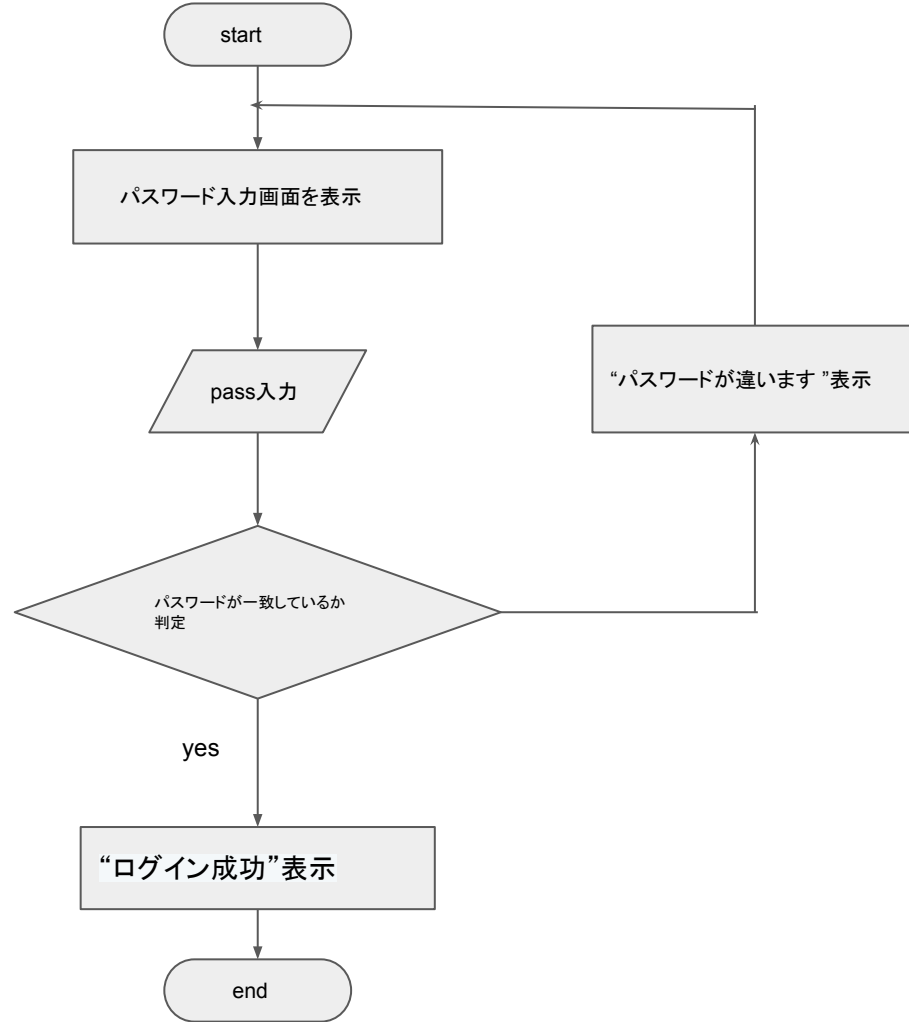 start
パスワード入力画面を表示
pass入力
“パスワードが違います ”表示
パスワードが一致しているか
判定
yes
“ログイン成功”表示
end